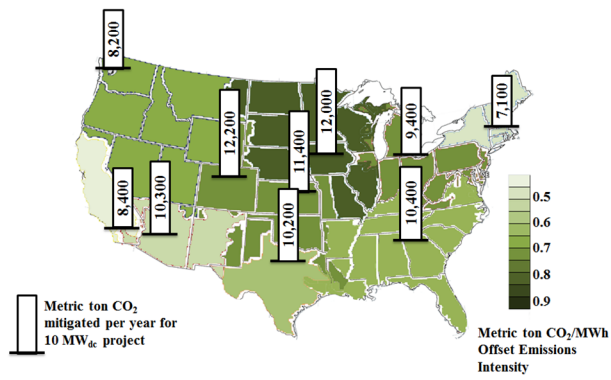 8,200
7,100
12,000
9,400
12,200
11,400
8,400
10,300
10,200
10,400
0.5
0.6
0.7
0.8
0.9
Metric ton CO₂
mitigated per year for
10 MWdc project
Metric ton CO₂/MWh
Offset Emissions
Intensity